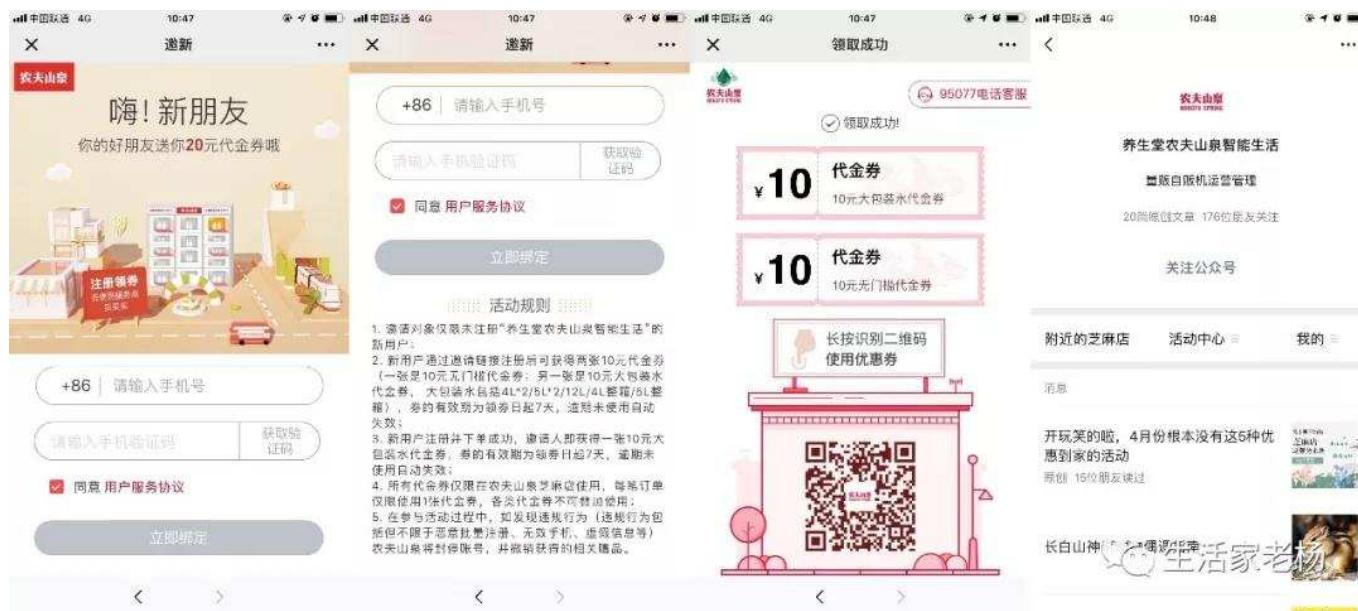 中国联通 4G
10:47
邀新
农夫山泉
嗨!新朋友
你的好朋友送你20元代金券哦
注册领券
+86 请输入手机号
请输入手机验证码
获取验
证码
同意 用户服务协议
立即绑定
中国联通 4G
10:47
邀新
+86 请输入手机号
请输入手机验证码
获取验
证码
同意 用户服务协议
立即绑定
活动规则
1. 邀请对象仅限未注册“养生堂农夫山泉智能生活”的
新用户;
2. 新用户通过邀请链接注册后可获得两张10元代金券
(一张是10元无门槛代金券;另一张是10元大包装水
代金券, 大包装水包括4L*2/5L*2/12L/4L整箱/5L整
箱),券的有效期为领券日起7天,逾期未使用自动
失效;
3. 新用户注册并下单成功,邀请人即获得一张10元大
包装水代金券,券的有效期为领券日起7天,逾期未
使用自动失效;
4. 所有代金券仅限在农夫山泉芝麻店使用,每笔订单
仅限使用1张代金券,各类代金券不可叠加使用;
5. 在参与活动过程中,如发现违规行为(违规行为包
括但不限于恶意批量注册、无效手机、虚假信息等)
农夫山泉将封停账号,并撤销获得的相关赠品。
中国联通 4G
10:47
领取成功
农夫山泉
NONGFU SPRING
95077电话客服
领取成功!
¥10
代金券
10元大包装水代金券
¥10
代金券
10元无门槛代金券
长按识别二维码
使用优惠券
农夫山泉
中国联通 4G
10:48
农夫山泉
NONGFU SPRING
养生堂农夫山泉智能生活
量贩自贩机运营管理
20篇原创文章 176位朋友关注
关注公众号
附近的芝麻店
活动中心
我的
消息
开玩笑的啦,4月份根本没有这5种优
惠到家的活动
原创 15位朋友读过
芝麻店
长白山神
偶遇指南
生活家老杨